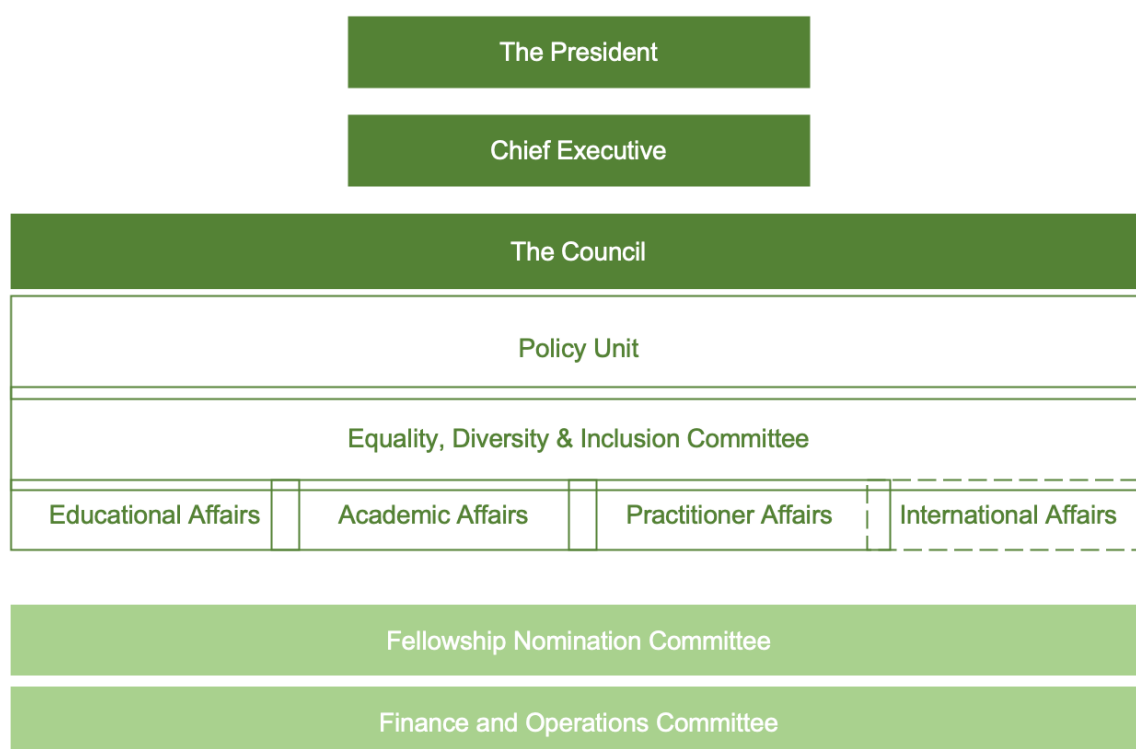 The President
Chief Executive
The Council
Policy Unit
Equality, Diversity & Inclusion Committee
Educational Affairs
Academic Affairs
Practitioner Affairs
International Affairs
Fellowship Nomination Committee
Finance and Operations Committee